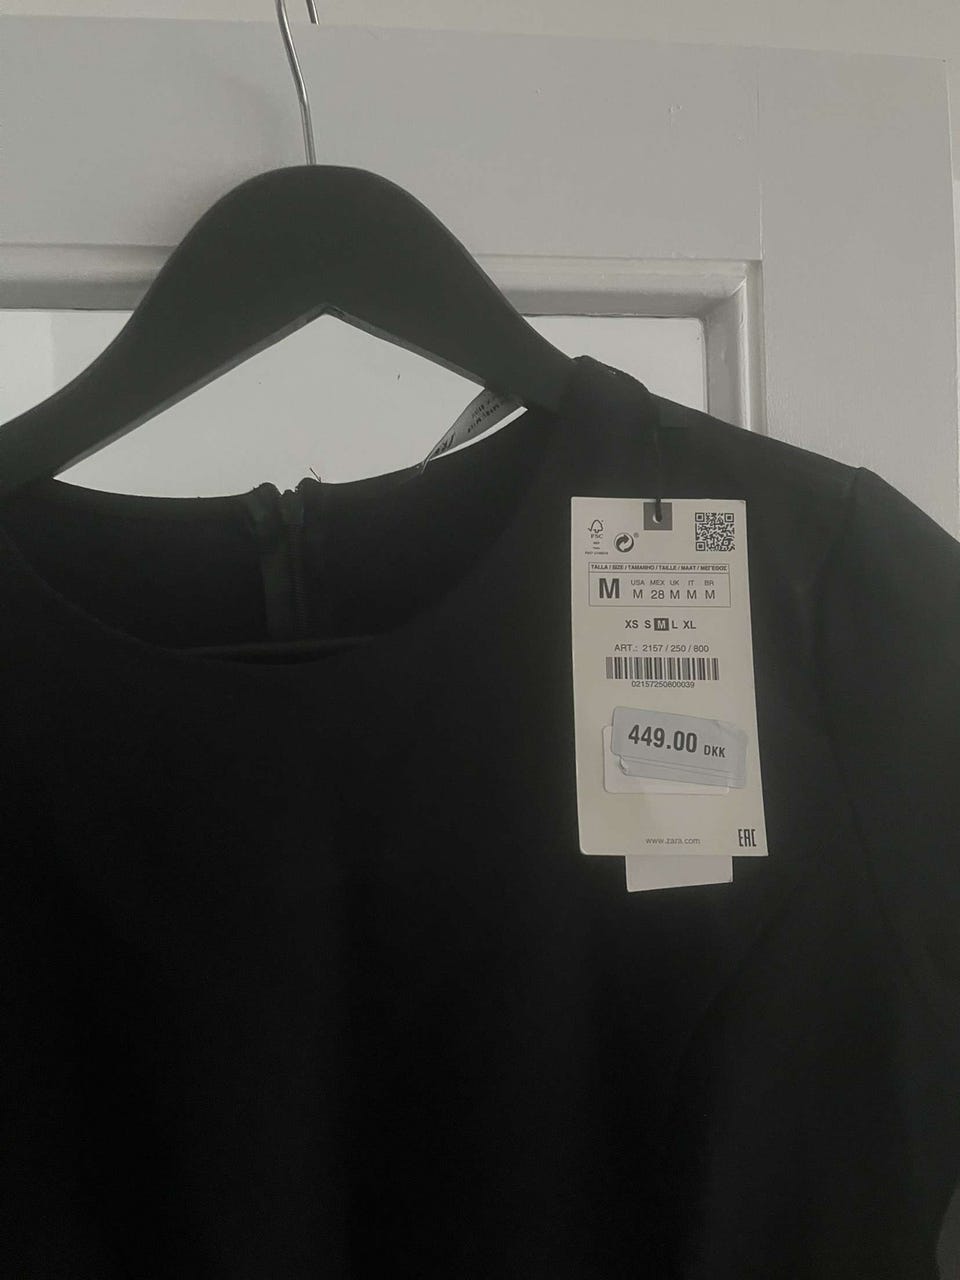 FSC
TALLA / SIZE / TAMANHO / TAILLE / MAAT / ΜΕΓΕΘΟΣ
M
USA MEX UK IT BR
M 28 M M M
XS S M L XL
ART.: 2157 / 250 / 800
02157250800039
449.00 DKK
www.zara.com
EAC